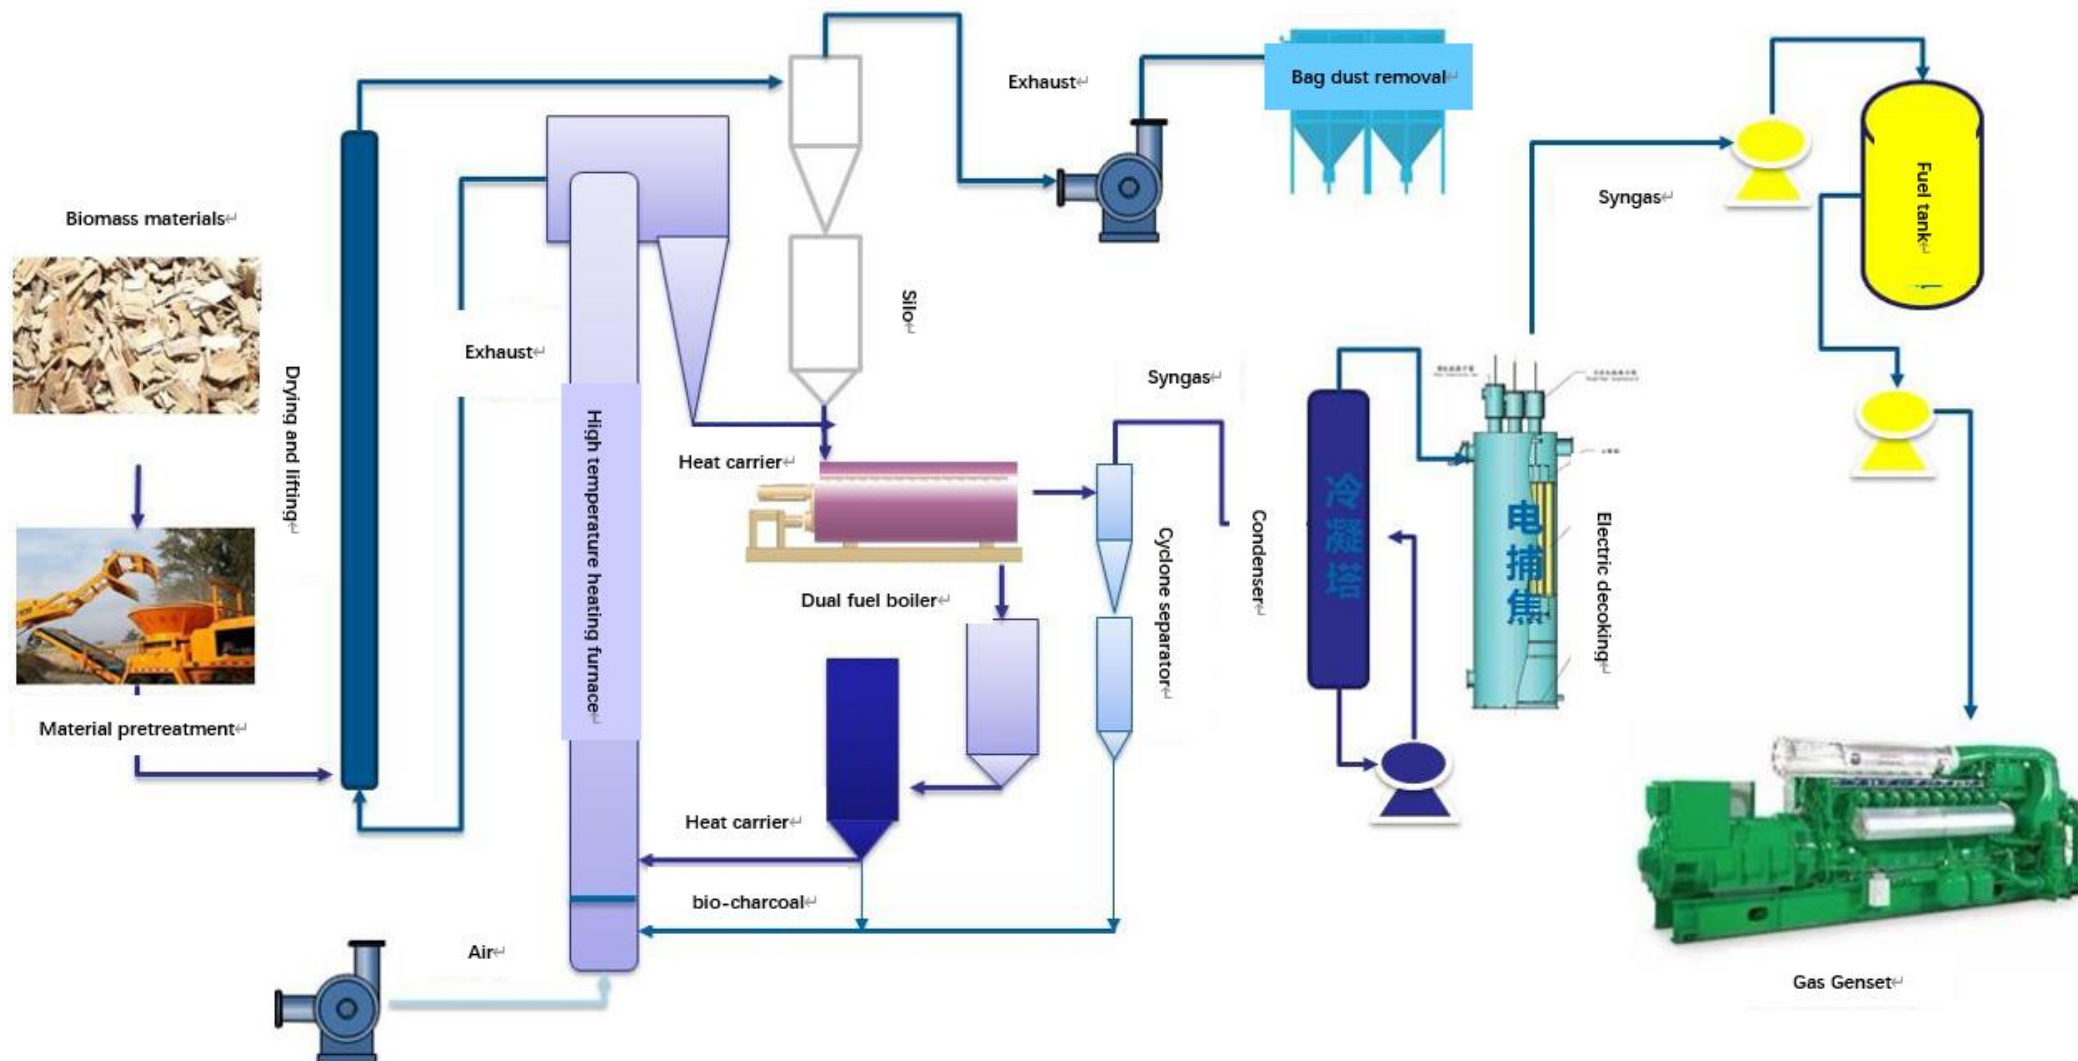 Exhaust↵
Bag dust removal↵
Syngas↵
Fuel tank↵
Biomass materials↵
Silo↵
Exhaust↵
Drying and lifting↵
High temperature heating furnace↵
Heat carrier↵
Syngas↵
Dual fuel boiler↵
Cyclone separator↵
Condenser↵
冷凝塔
电捕焦
Electric decoking↵
Material pretreatment↵
Heat carrier↵
bio-charcoal↵
Air↵
Gas Genset↵